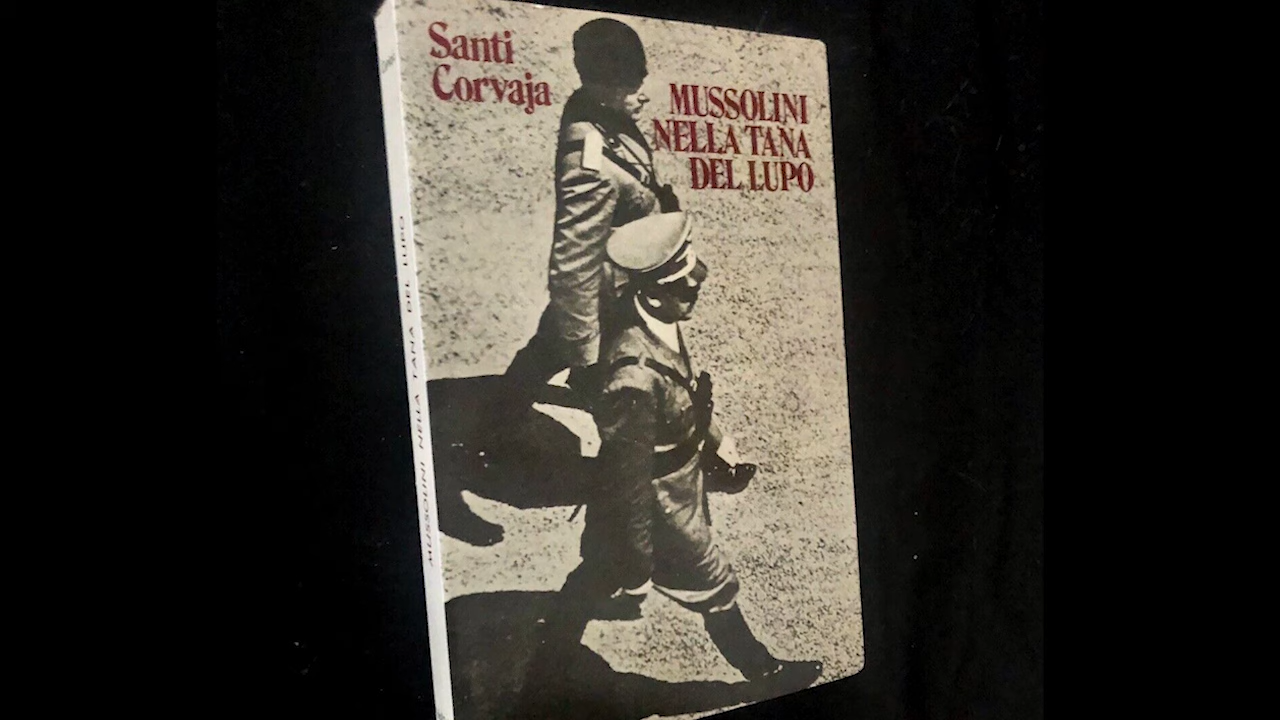 Santi
Corvaja
MUSSOLINI
NELLA TANA
DEL LUPO
MUSSOLINI NELLA TANA DEL LUPO